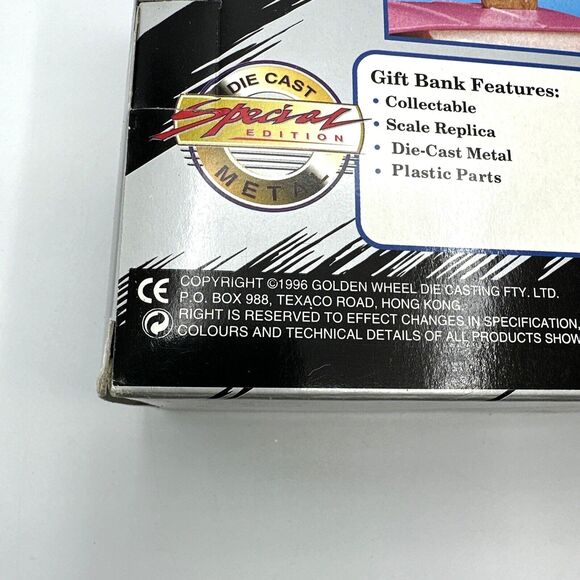 DIE CAST
Special
EDITION
METAL
Gift Bank Features:
• Collectable
• Scale Replica
• Die-Cast Metal
• Plastic Parts
CE
COPYRIGHT ©1996 GOLDEN WHEEL DIE CASTING FTY. LTD.
P.O. BOX 988, TEXACO ROAD, HONG KONG.
RIGHT IS RESERVED TO EFFECT CHANGES IN SPECIFICATION,
COLOURS AND TECHNICAL DETAILS OF ALL PRODUCTS SHOW